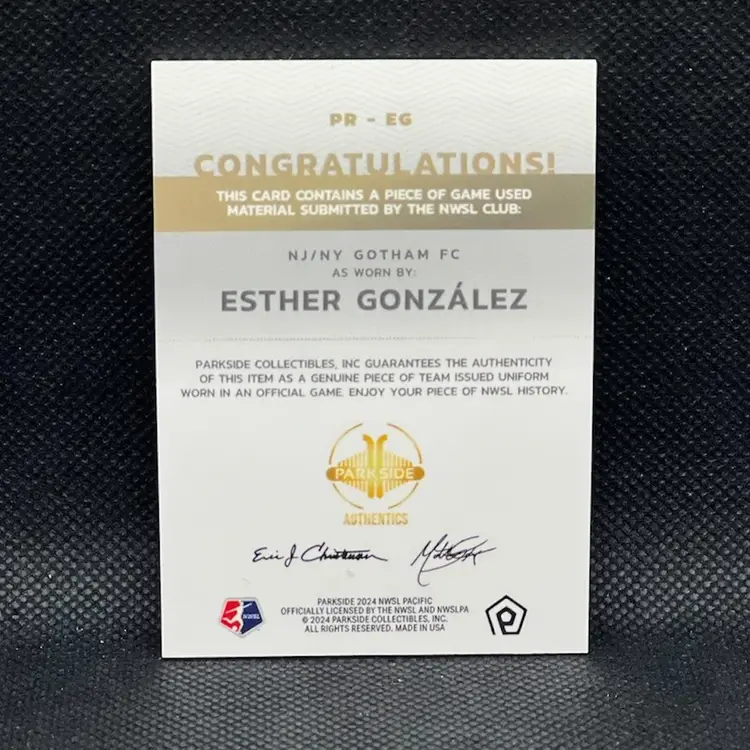 PR - EG
CONGRATULATIONS!
THIS CARD CONTAINS A PIECE OF GAME USED
MATERIAL SUBMITTED BY THE NWSL CLUB:
NJ/NY GOTHAM FC
AS WORN BY:
ESTHER GONZÁLEZ
PARKSIDE COLLECTIBLES, INC GUARANTEES THE AUTHENTICITY
OF THIS ITEM AS A GENUINE PIECE OF TEAM ISSUED UNIFORM
WORN IN AN OFFICIAL GAME. ENJOY YOUR PIECE OF NWSL HISTORY.
PARKSIDE
AUTHENTICS
NWSL
PARKSIDE 2024 NWSL PACIFIC
OFFICIALLY LICENSED BY THE NWSL AND NWSLPA
© 2024 PARKSIDE COLLECTIBLES, INC.
ALL RIGHTS RESERVED. MADE IN USA